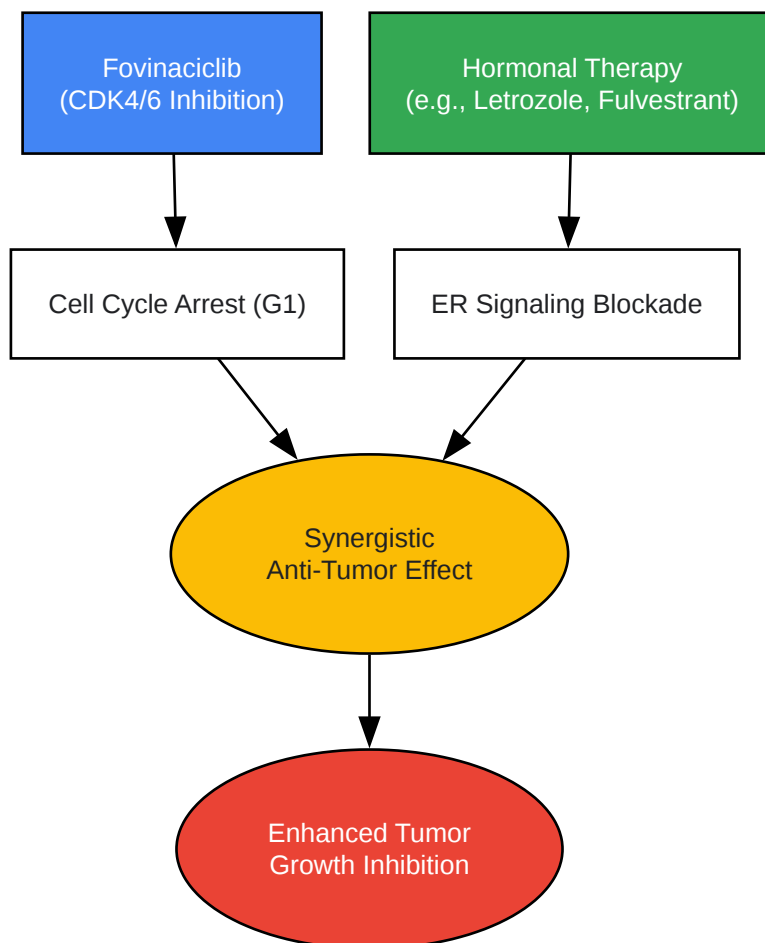 Fovinaciclib
(CDK4/6 Inhibition)
Hormonal Therapy
(e.g., Letrozole, Fulvestrant)
Cell Cycle Arrest (G1)
ER Signaling Blockade
Synergistic
Anti-Tumor Effect
Enhanced Tumor
Growth Inhibition